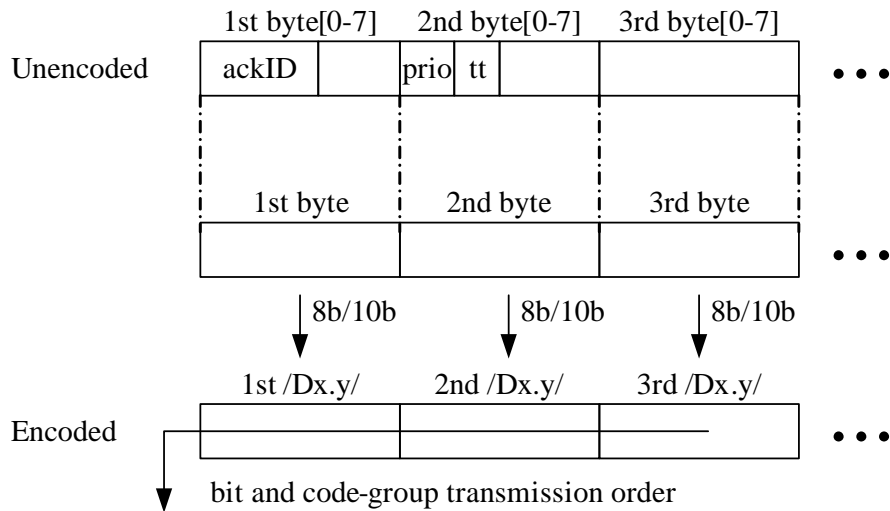 1st byte[0-7] 2nd byte[0-7] 3rd byte[0-7]
Unencoded ackID prio tt •••
1st byte 2nd byte 3rd byte
•••
8b/10b 8b/10b 8b/10b
1st /Dx.y/ 2nd /Dx.y/ 3rd /Dx.y/
Encoded •••
bit and code-group transmission order